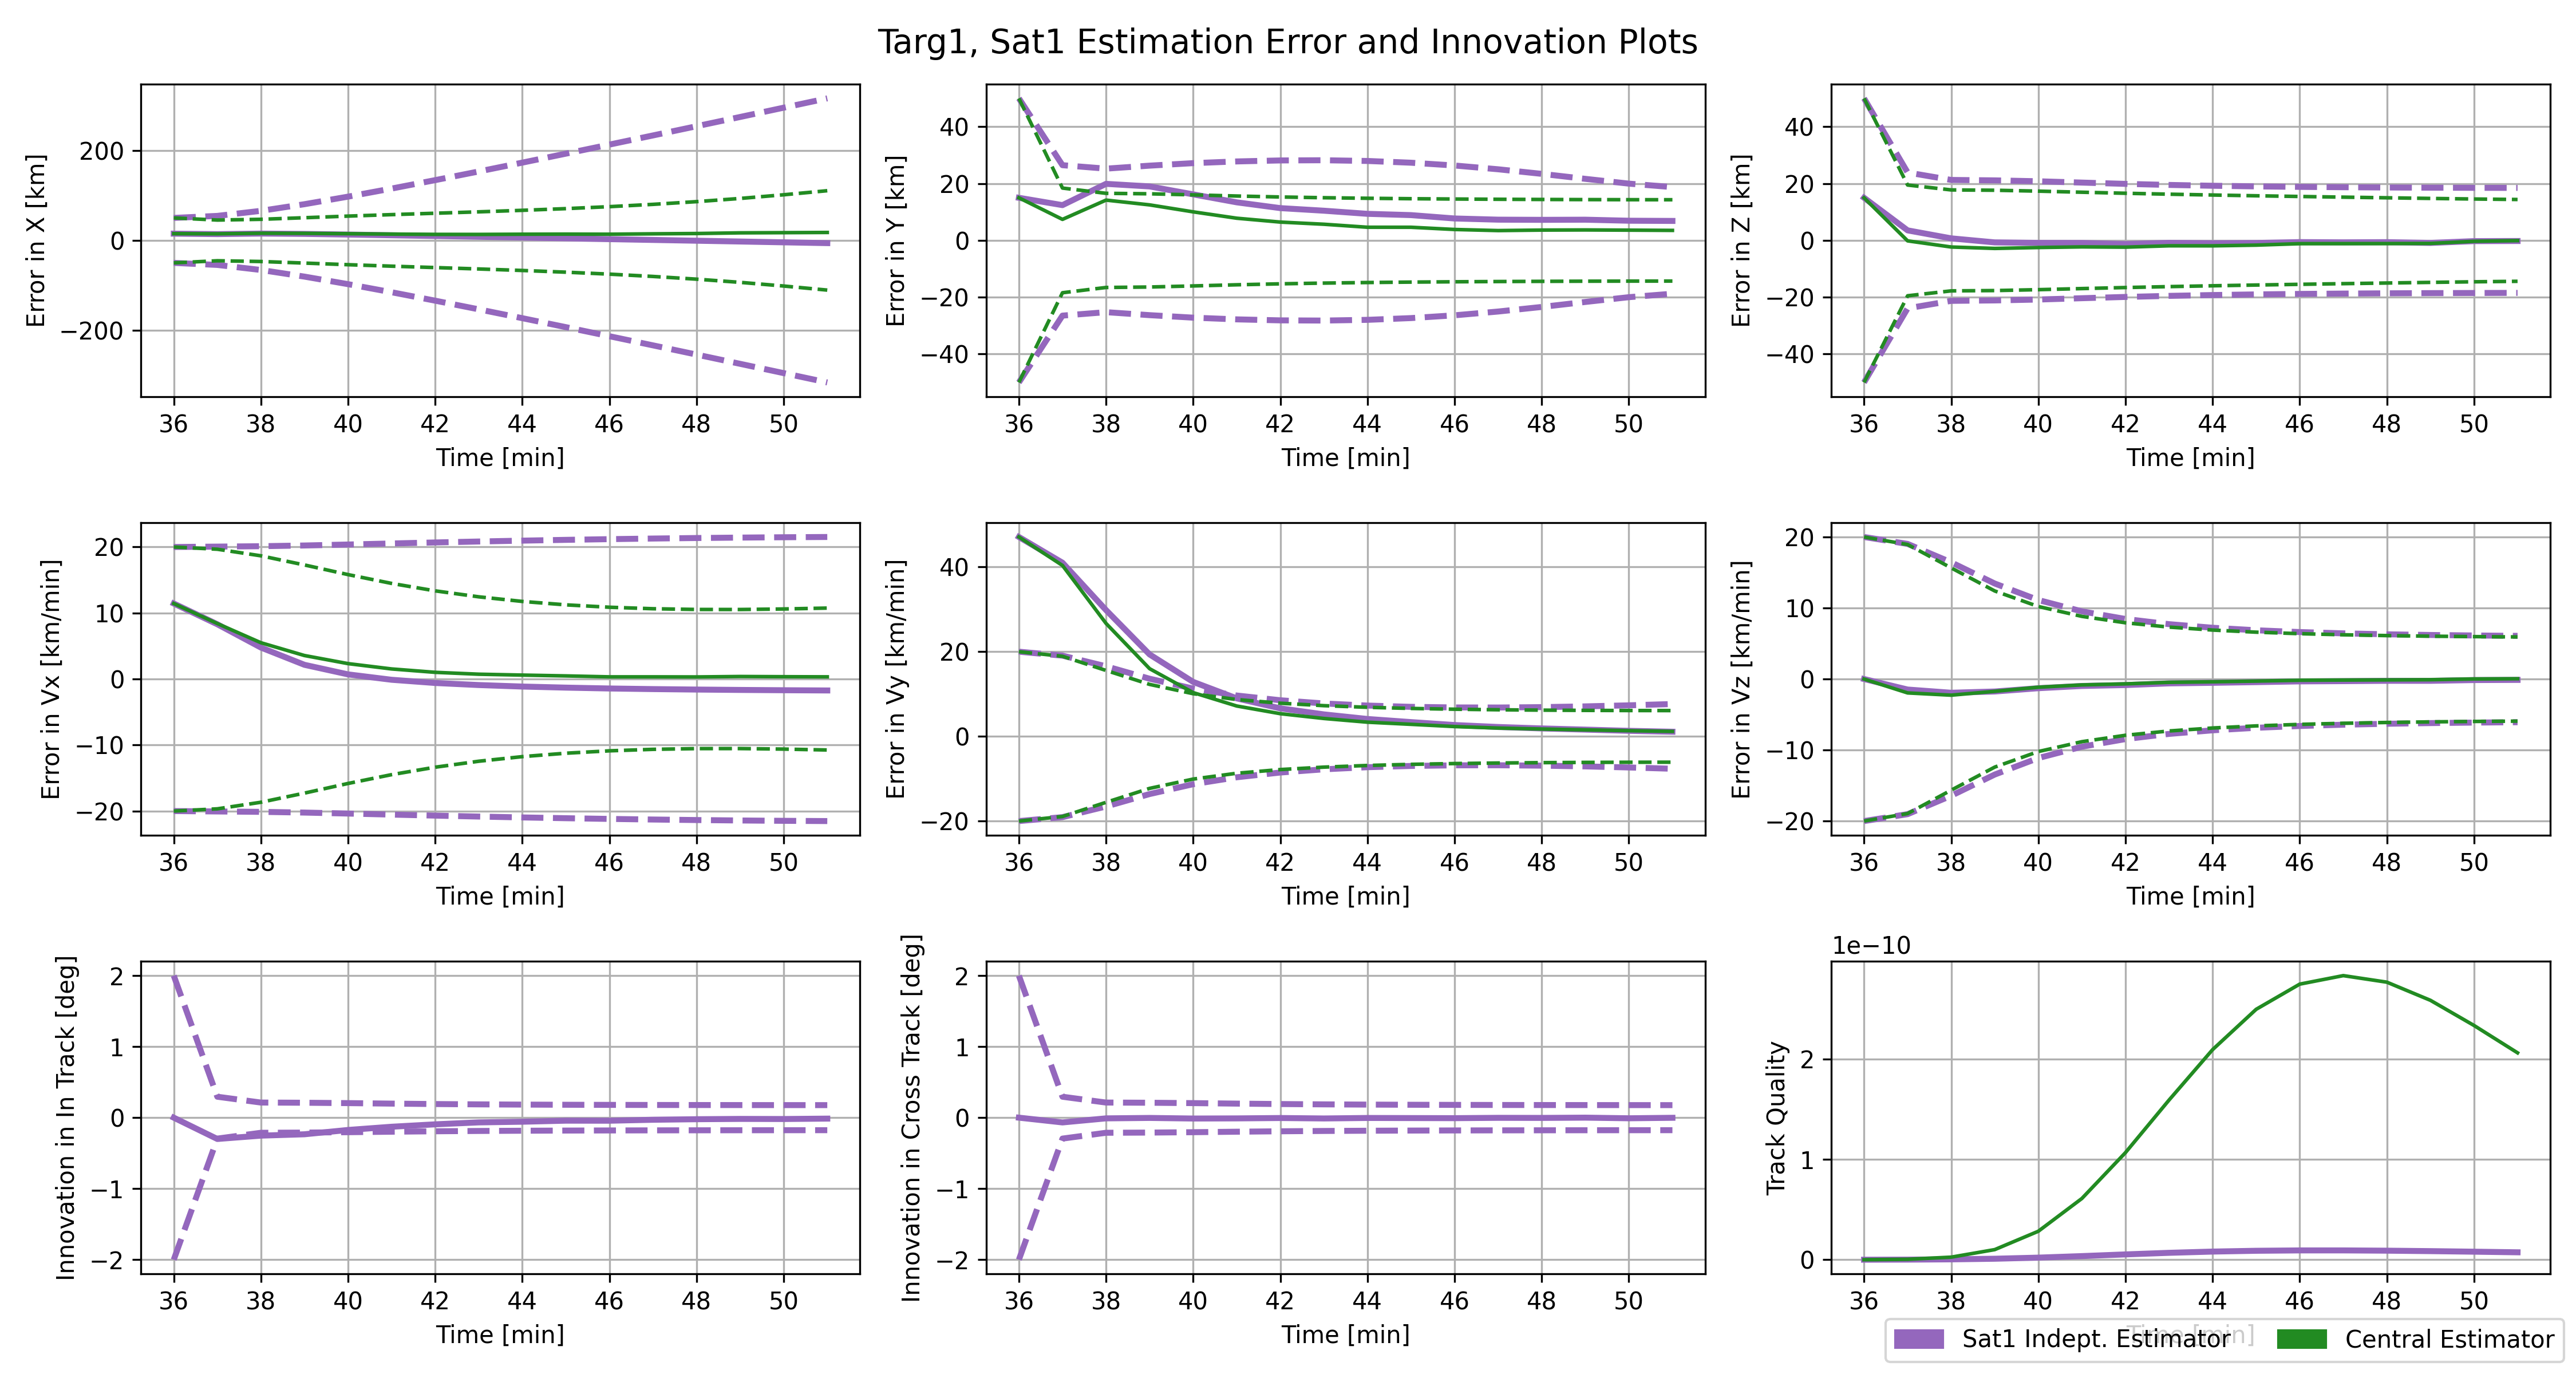 Targ1, Sat1 Estimation Error and Innovation Plots
Error in X [km]
200
0
−200
36 38 40 42 44 46 48 50
Time [min]
Error in Y [km]
40
20
0
−20
−40
36 38 40 42 44 46 48 50
Time [min]
Error in Z [km]
40
20
0
−20
−40
36 38 40 42 44 46 48 50
Time [min]
Error in Vx [km/min]
20
10
0
−10
−20
36 38 40 42 44 46 48 50
Time [min]
Error in Vy [km/min]
40
20
0
−20
36 38 40 42 44 46 48 50
Time [min]
Error in Vz [km/min]
20
10
0
−10
−20
36 38 40 42 44 46 48 50
Time [min]
Innovation in In Track [deg]
2
1
0
−1
−2
36 38 40 42 44 46 48 50
Time [min]
Innovation in Cross Track [deg]
2
1
0
−1
−2
36 38 40 42 44 46 48 50
Time [min]
1e−10
Track Quality
2
1
0
36 38 40 42 44 46 48 50
Time [min]
Sat1 Indept. Estimator
Central Estimator